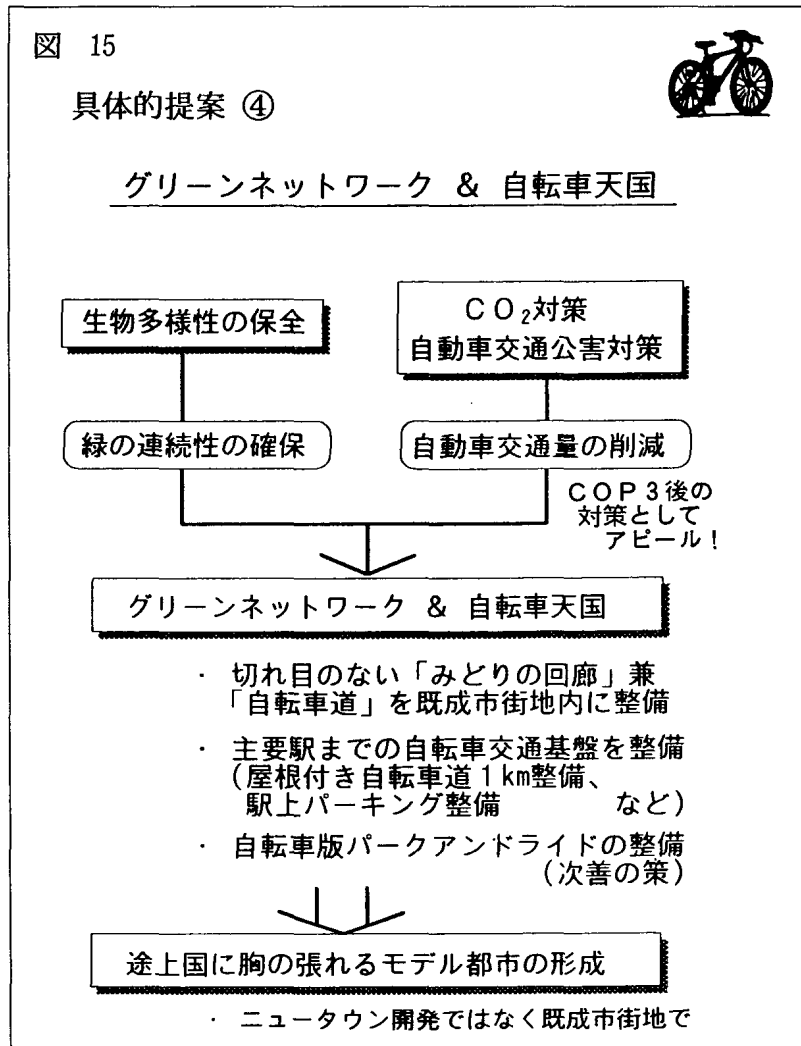 図 15
具体的提案 ④
グリーンネットワーク & 自転車天国
生物多様性の保全
CO₂対策
自動車交通公害対策
緑の連続性の確保
自動車交通量の削減
COP3後の
対策として
アピール!
グリーンネットワーク & 自転車天国
・ 切れ目のない「みどりの回廊」兼
「自転車道」を既成市街地内に整備
・ 主要駅までの自転車交通基盤を整備
(屋根付き自転車道1km整備、
駅上パーキング整備 など)
・ 自転車版パークアンドライドの整備
(次善の策)
途上国に胸の張れるモデル都市の形成
・ ニュータウン開発ではなく既成市街地で